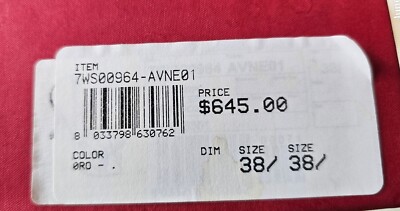 ITEM
7WS00964-AVNE01
PRICE
$645.00
8 033798 630762
COLOR DIM SIZE SIZE
0RO - . 38/ 38/